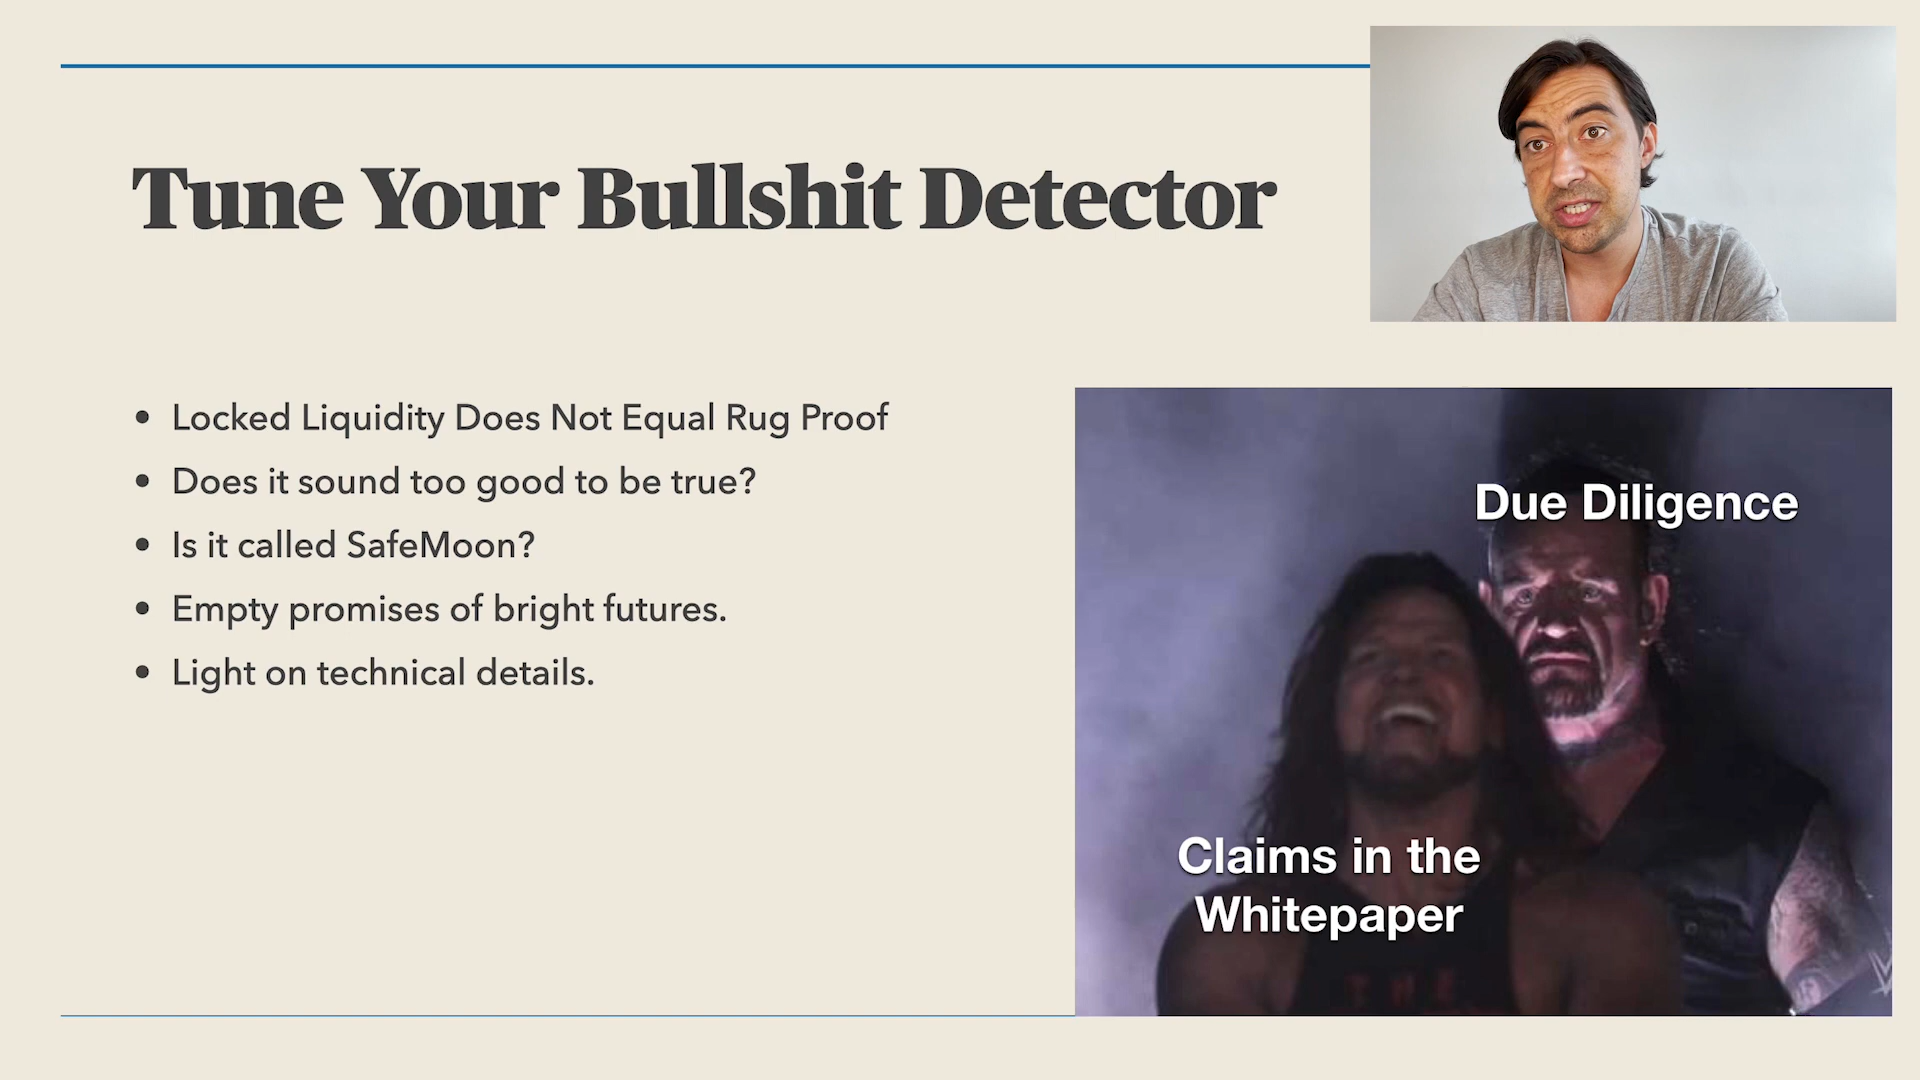 Tune Your Bullshit Detector
• Locked Liquidity Does Not Equal Rug Proof
• Does it sound too good to be true?
• Is it called SafeMoon?
• Empty promises of bright futures.
• Light on technical details.
Due Diligence
Claims in the
Whitepaper